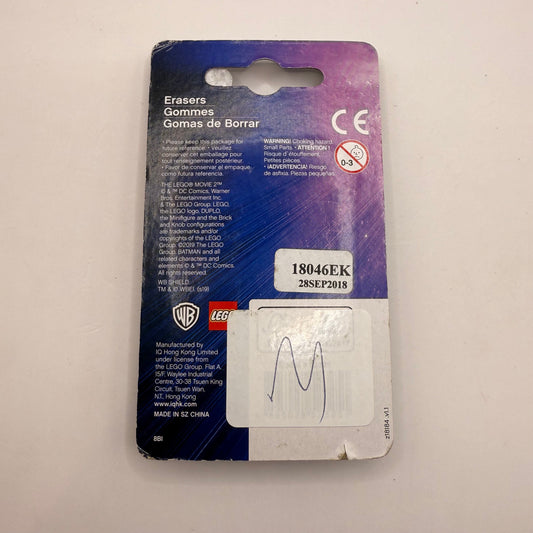 Erasers
Gommes
Gomas de Borrar
CE
• Please keep this package for
future reference. • Veuillez
conserver cet emballage pour
tout renseignement postérieur.
• Favor de conservar el empaque
como futura referencia.
WARNING! Choking hazard.
Small Parts. • ATTENTION!
Risque d'étouffement.
Petites pièces.
• ¡ADVERTENCIA! Riesgo
de asfixia. Piezas pequeñas.
0-3
THE LEGO® MOVIE 2™
© & ™ DC Comics, Warner
Bros. Entertainment Inc.
& The LEGO Group. LEGO,
the LEGO logo, DUPLO,
the Minifigure and the Brick
and Knob configurations
are trademarks and/or
copyrights of the LEGO
Group. ©2019 The LEGO
Group. BATMAN and all
related characters and
elements © & ™ DC Comics.
All rights reserved.
WB SHIELD:
TM & © WBEI. (s19)
18046EK
28SEP2018
WB
LEGO
M
Manufactured by
IQ Hong Kong Limited
under license from
the LEGO Group. Flat A,
15/F, Waylee Industrial
Centre, 30-38 Tsuen King
Circuit, Tsuen Wan,
N.T., Hong Kong
www.iqhk.com
MADE IN SZ CHINA
8BI
z18184.v1.1